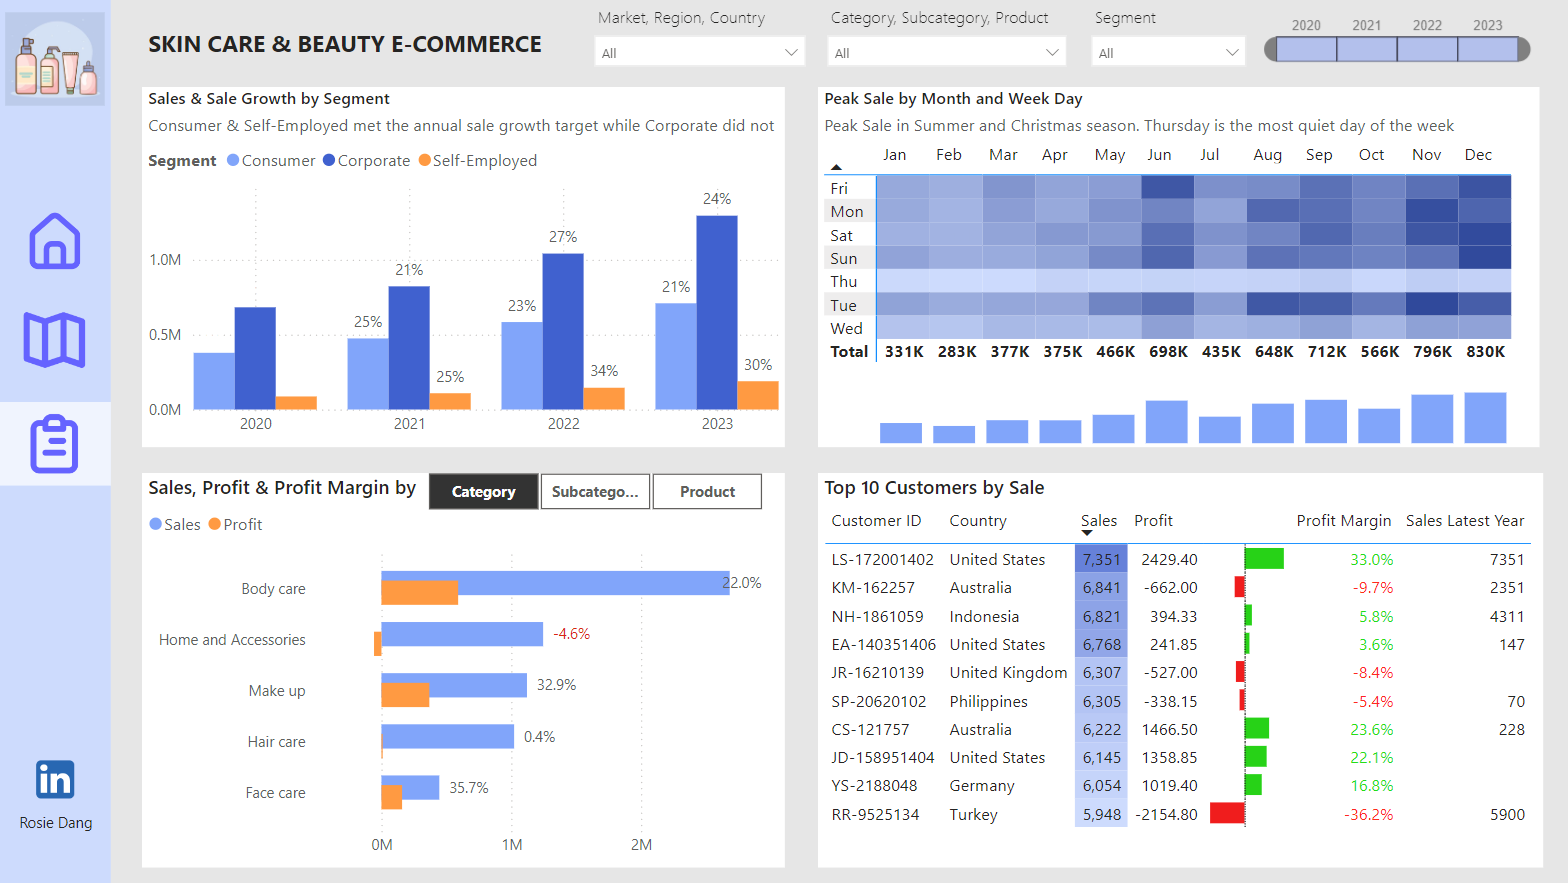 SKIN CARE & BEAUTY E-COMMERCE
Market, Region, Country
All
Category, Subcategory, Product
All
Segment
All
2020 2021 2022 2023
Sales & Sale Growth by Segment
Consumer & Self-Employed met the annual sale growth target while Corporate did not
Segment Consumer Corporate Self-Employed
24%
27%
1.0M
21%
21%
23%
25%
0.5M
30%
34%
25%
0.0M
2020 2021 2022 2023
Peak Sale by Month and Week Day
Peak Sale in Summer and Christmas season. Thursday is the most quiet day of the week
Jan Feb Mar Apr May Jun Jul Aug Sep Oct Nov Dec
Fri
Mon
Sat
Sun
Thu
Tue
Wed
Total 331K 283K 377K 375K 466K 698K 435K 648K 712K 566K 796K 830K
Sales, Profit & Profit Margin by Category Subcatego... Product
Sales Profit
Body care 22.0%
Home and Accessories -4.6%
Make up 32.9%
Hair care 0.4%
Face care 35.7%
0M 1M 2M
Top 10 Customers by Sale
Customer ID Country Sales Profit Profit Margin Sales Latest Year
LS-172001402 United States 7,351 2429.40 33.0% 7351
KM-162257 Australia 6,841 -662.00 -9.7% 2351
NH-1861059 Indonesia 6,821 394.33 5.8% 4311
EA-140351406 United States 6,768 241.85 3.6% 147
JR-16210139 United Kingdom 6,307 -527.00 -8.4%
SP-20620102 Philippines 6,305 -338.15 -5.4% 70
CS-121757 Australia 6,222 1466.50 23.6% 228
JD-158951404 United States 6,145 1358.85 22.1%
YS-2188048 Germany 6,054 1019.40 16.8%
RR-9525134 Turkey 5,948 -2154.80 -36.2% 5900
in
Rosie Dang